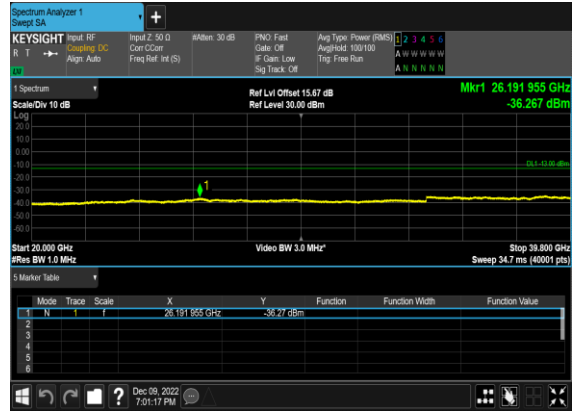 Spectrum Analyzer 1
Swept SA
+
KEYSIGHT Input: RF Input Z: 50 Ω #Atten: 30 dB PNO: Fast Avg Type: Power (RMS) 1 2 3 4 5 6
R T Coupling: DC Corr CCorr Gate: Off Avg|Hold: 100/100 A W W W W W
Align: Auto Freq Ref: Int (S) IF Gain: Low Trig: Free Run
Sig Track: Off A N N N N N
1 Spectrum Ref Lvl Offset 15.67 dB Mkr1 26.191 955 GHz
Scale/Div 10 dB Ref Level 30.00 dBm -36.267 dBm
Log
20.0
10.0
0.00
-10.0
DL1 -13.00 dBm
-20.0
-30.0
1
-40.0
-50.0
-60.0
Start 20.000 GHz Video BW 3.0 MHz* Stop 39.800 GHz
#Res BW 1.0 MHz Sweep 34.7 ms (40001 pts)
5 Marker Table
Mode Trace Scale X Y Function Function Width Function Value
1 N 1 f 26.191 955 GHz -36.27 dBm
2
3
4
5
6
? Dec 09, 2022
7:01:17 PM